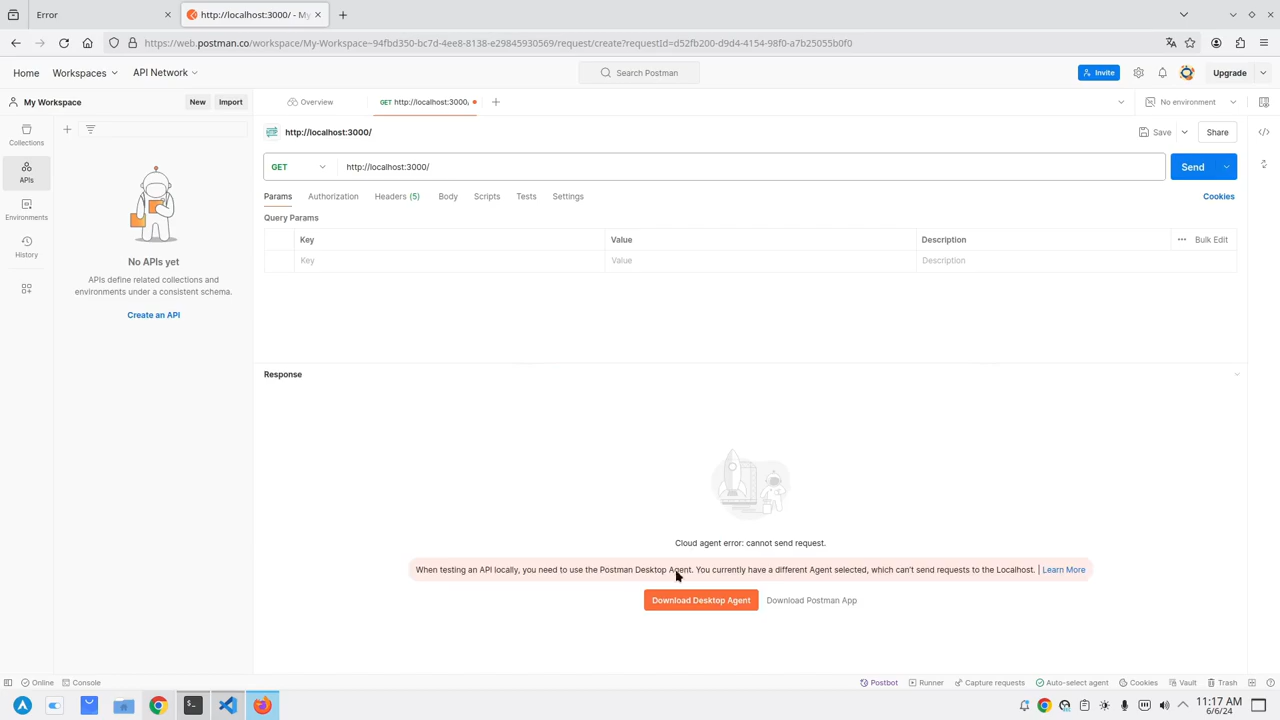 Error
http://localhost:3000/ - My
https://web.postman.co/workspace/My-Workspace~94fbd350-bc7d-4ee8-8138-e29845930569/request/create?requestId=d52fb200-d9d4-4154-98f0-a7b25055b0f0
Home Workspaces API Network Search Postman Invite Upgrade
My Workspace New Import Overview GET http://localhost:3000, No environment
Collections
APIs
Environments
History
No APIs yet
APIs define related collections and
environments under a consistent schema.
Create an API
http://localhost:3000/ Save Share
GET http://localhost:3000/ Send
Params Authorization Headers (5) Body Scripts Tests Settings Cookies
Query Params
Key Value Description Bulk Edit
Key Value Description
Response
Cloud agent error: cannot send request.
When testing an API locally, you need to use the Postman Desktop Agent. You currently have a different Agent selected, which can't send requests to the Localhost. | Learn More
Download Desktop Agent Download Postman App
Online Console Postbot Runner Capture requests Auto-select agent Cookies Vault Trash
11:17 AM
6/6/24